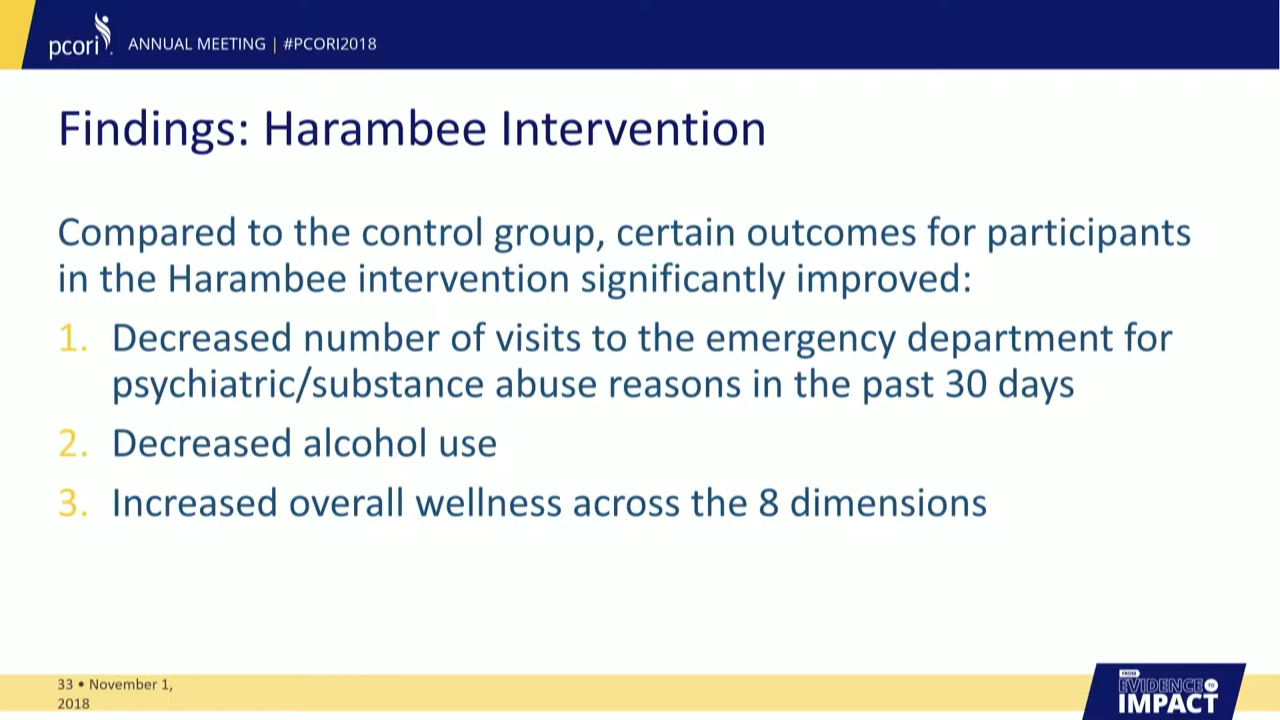 pcori ANNUAL MEETING | #PCORI2018
Findings: Harambee Intervention
Compared to the control group, certain outcomes for participants
in the Harambee intervention significantly improved:
1. Decreased number of visits to the emergency department for
psychiatric/substance abuse reasons in the past 30 days
2. Decreased alcohol use
3. Increased overall wellness across the 8 dimensions
33 • November 1,
2018
FROM
EVIDENCE TO
IMPACT